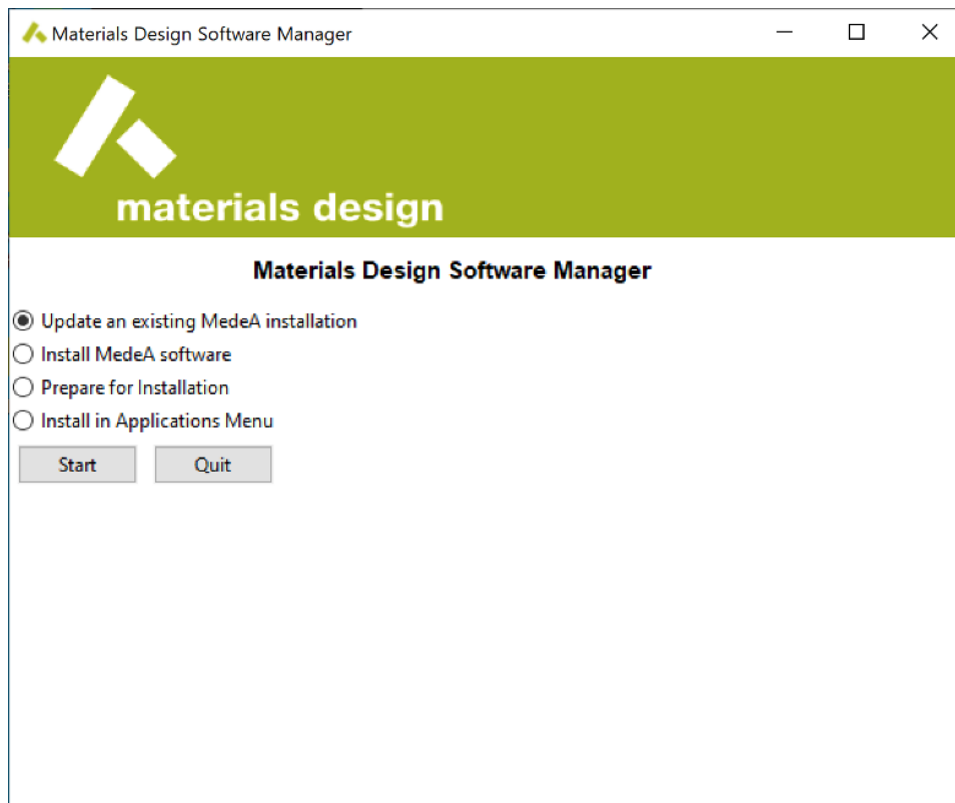 Materials Design Software Manager
materials design
Materials Design Software Manager
Update an existing MedeA installation
Install MedeA software
Prepare for Installation
Install in Applications Menu
Start Quit